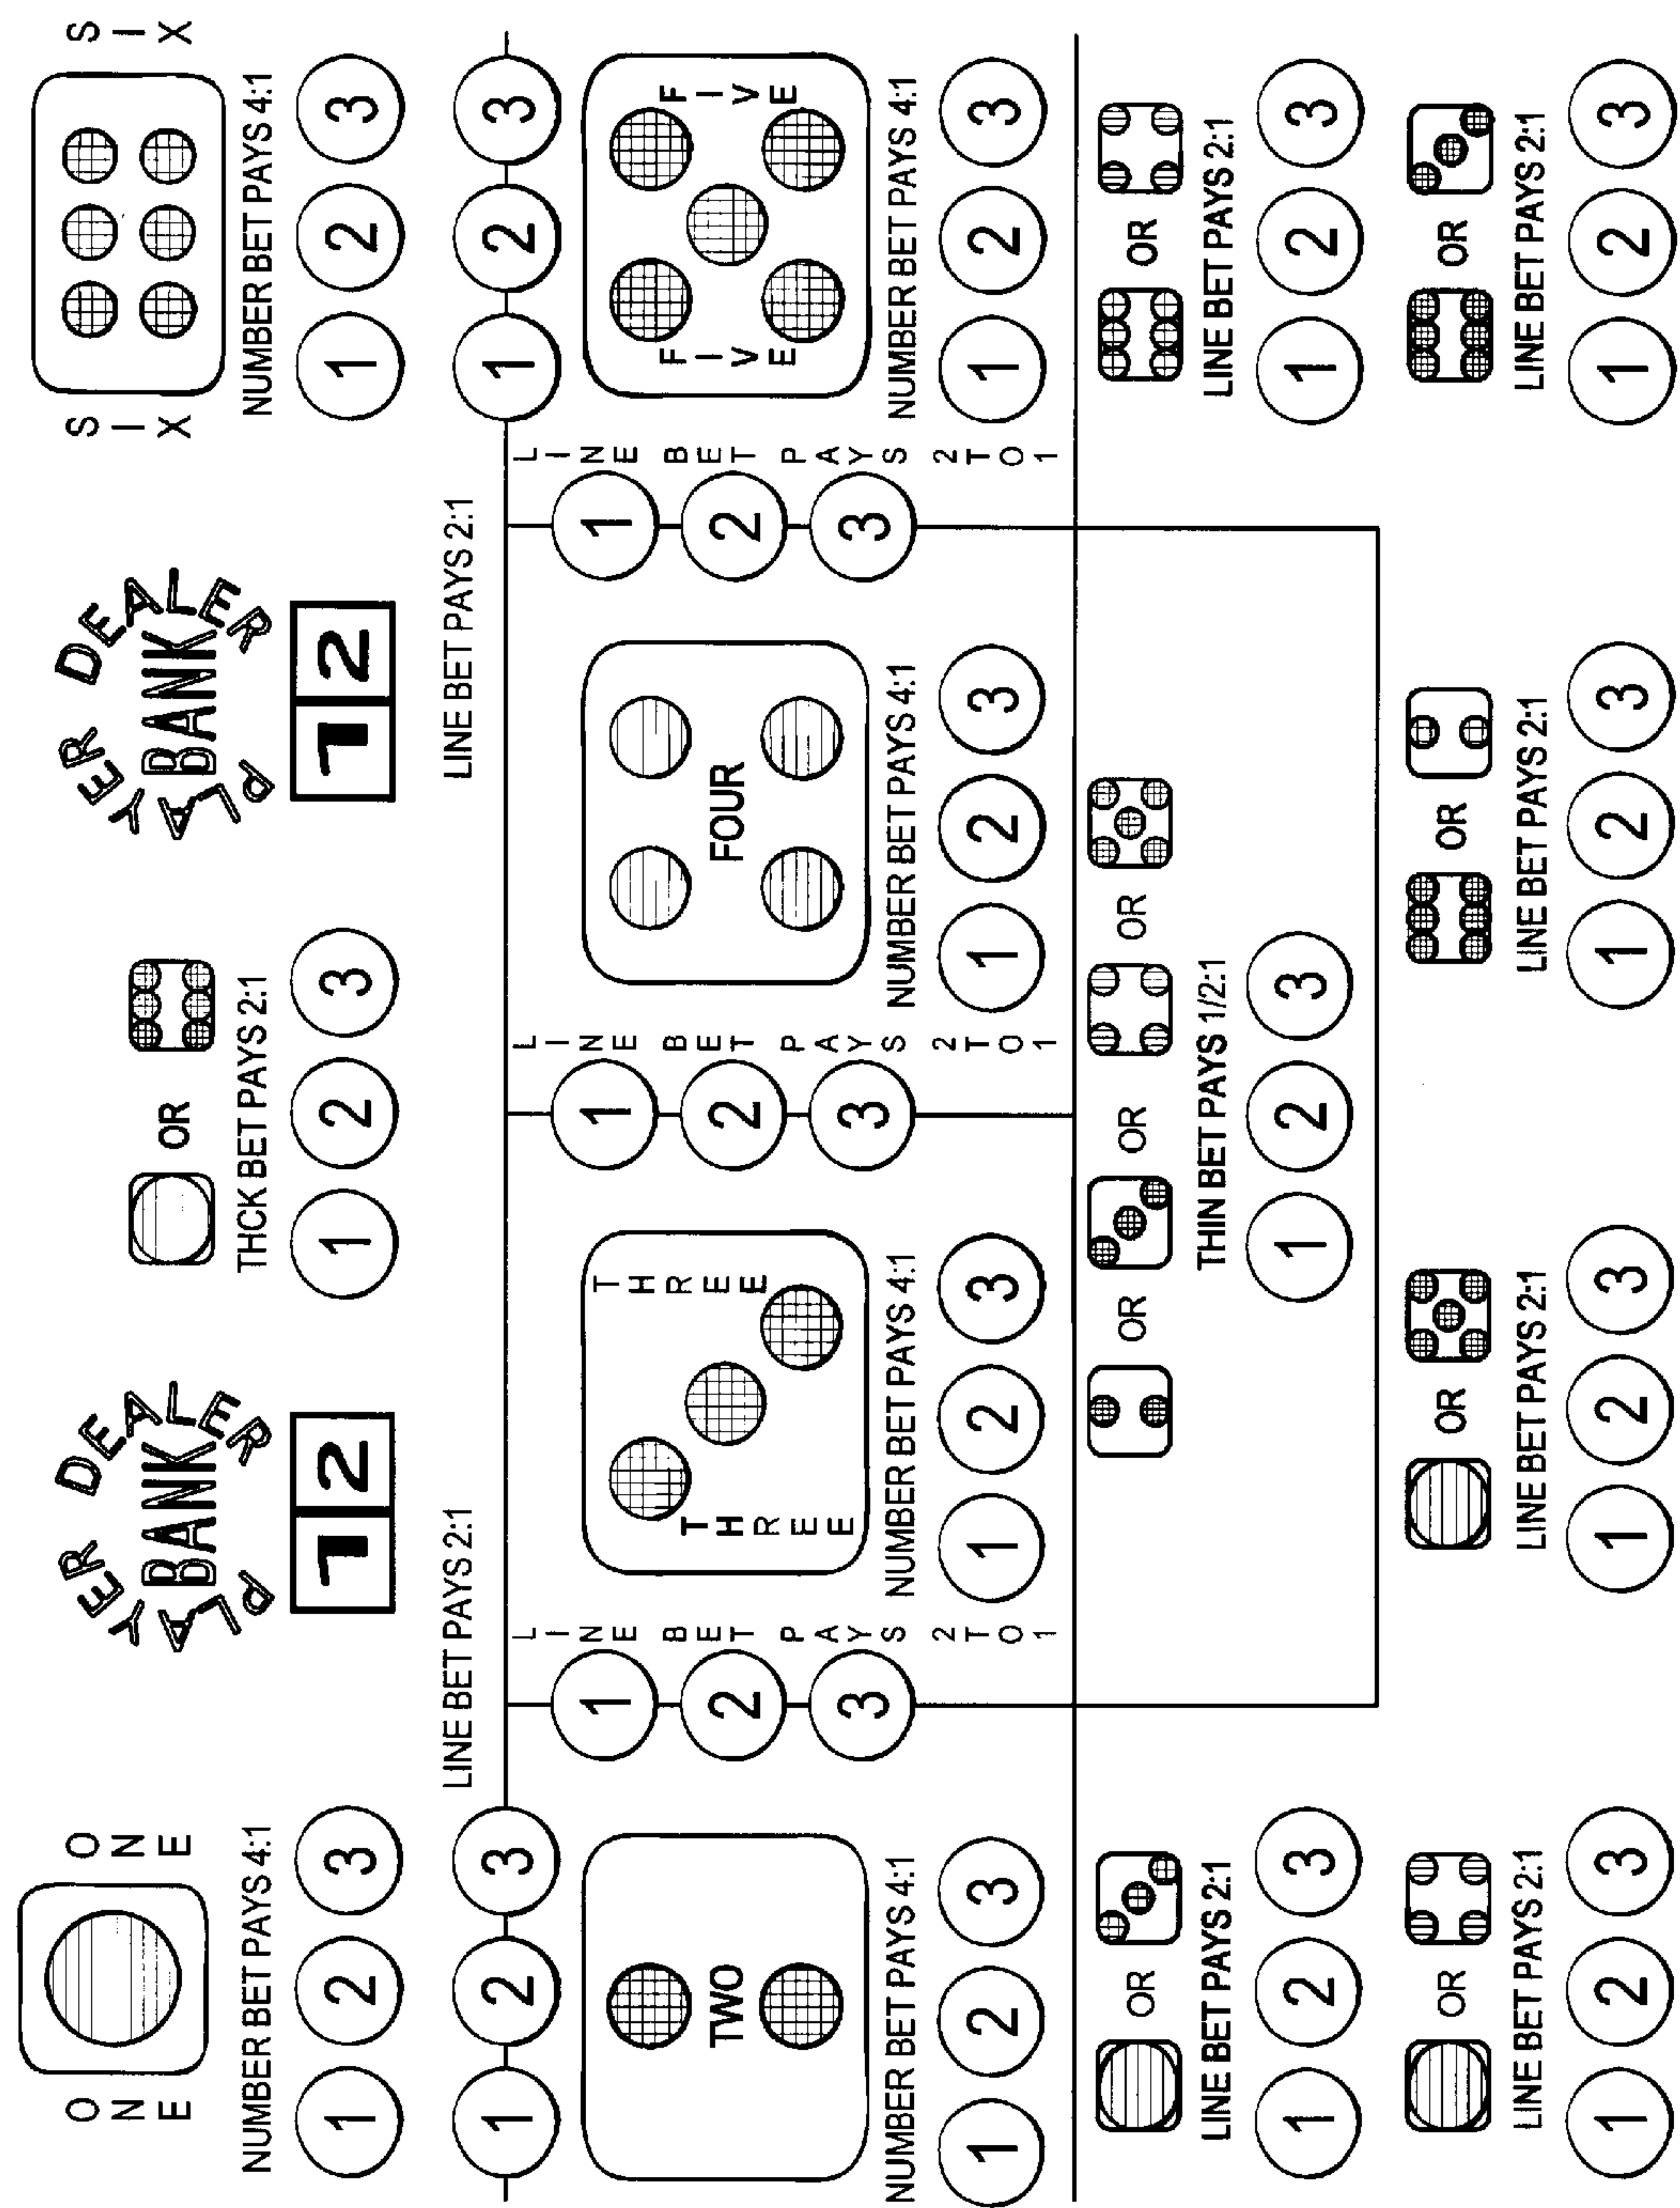 ONE
ONE
NUMBER BET PAYS 4:1
1 2 3
PLAYER DEALER
BANK
1 2
OR
THCK BET PAYS 2:1
1 2 3
PLAYER DEALER
BANK
1 2
SIX
SIX
NUMBER BET PAYS 4:1
1 2 3
LINE BET PAYS 2:1
LINE BET PAYS 2:1
1 2 3
1 2 3
TWO
NUMBER BET PAYS 4:1
1 2 3
1 2 3
LINE BET PAYS 2 TO 1
THREE
THREE
NUMBER BET PAYS 4:1
1 2 3
1 2 3
LINE BET PAYS 2 TO 1
FOUR
NUMBER BET PAYS 4:1
1 2 3
1 2 3
LINE BET PAYS 2 TO 1
FIVE
FIVE
NUMBER BET PAYS 4:1
1 2 3
OR
LINE BET PAYS 2:1
1 2 3
OR OR OR
THIN BET PAYS 1/2:1
1 2 3
OR
LINE BET PAYS 2:1
1 2 3
OR
LINE BET PAYS 2:1
1 2 3
OR
LINE BET PAYS 2:1
1 2 3
OR
LINE BET PAYS 2:1
1 2 3
OR
LINE BET PAYS 2:1
1 2 3